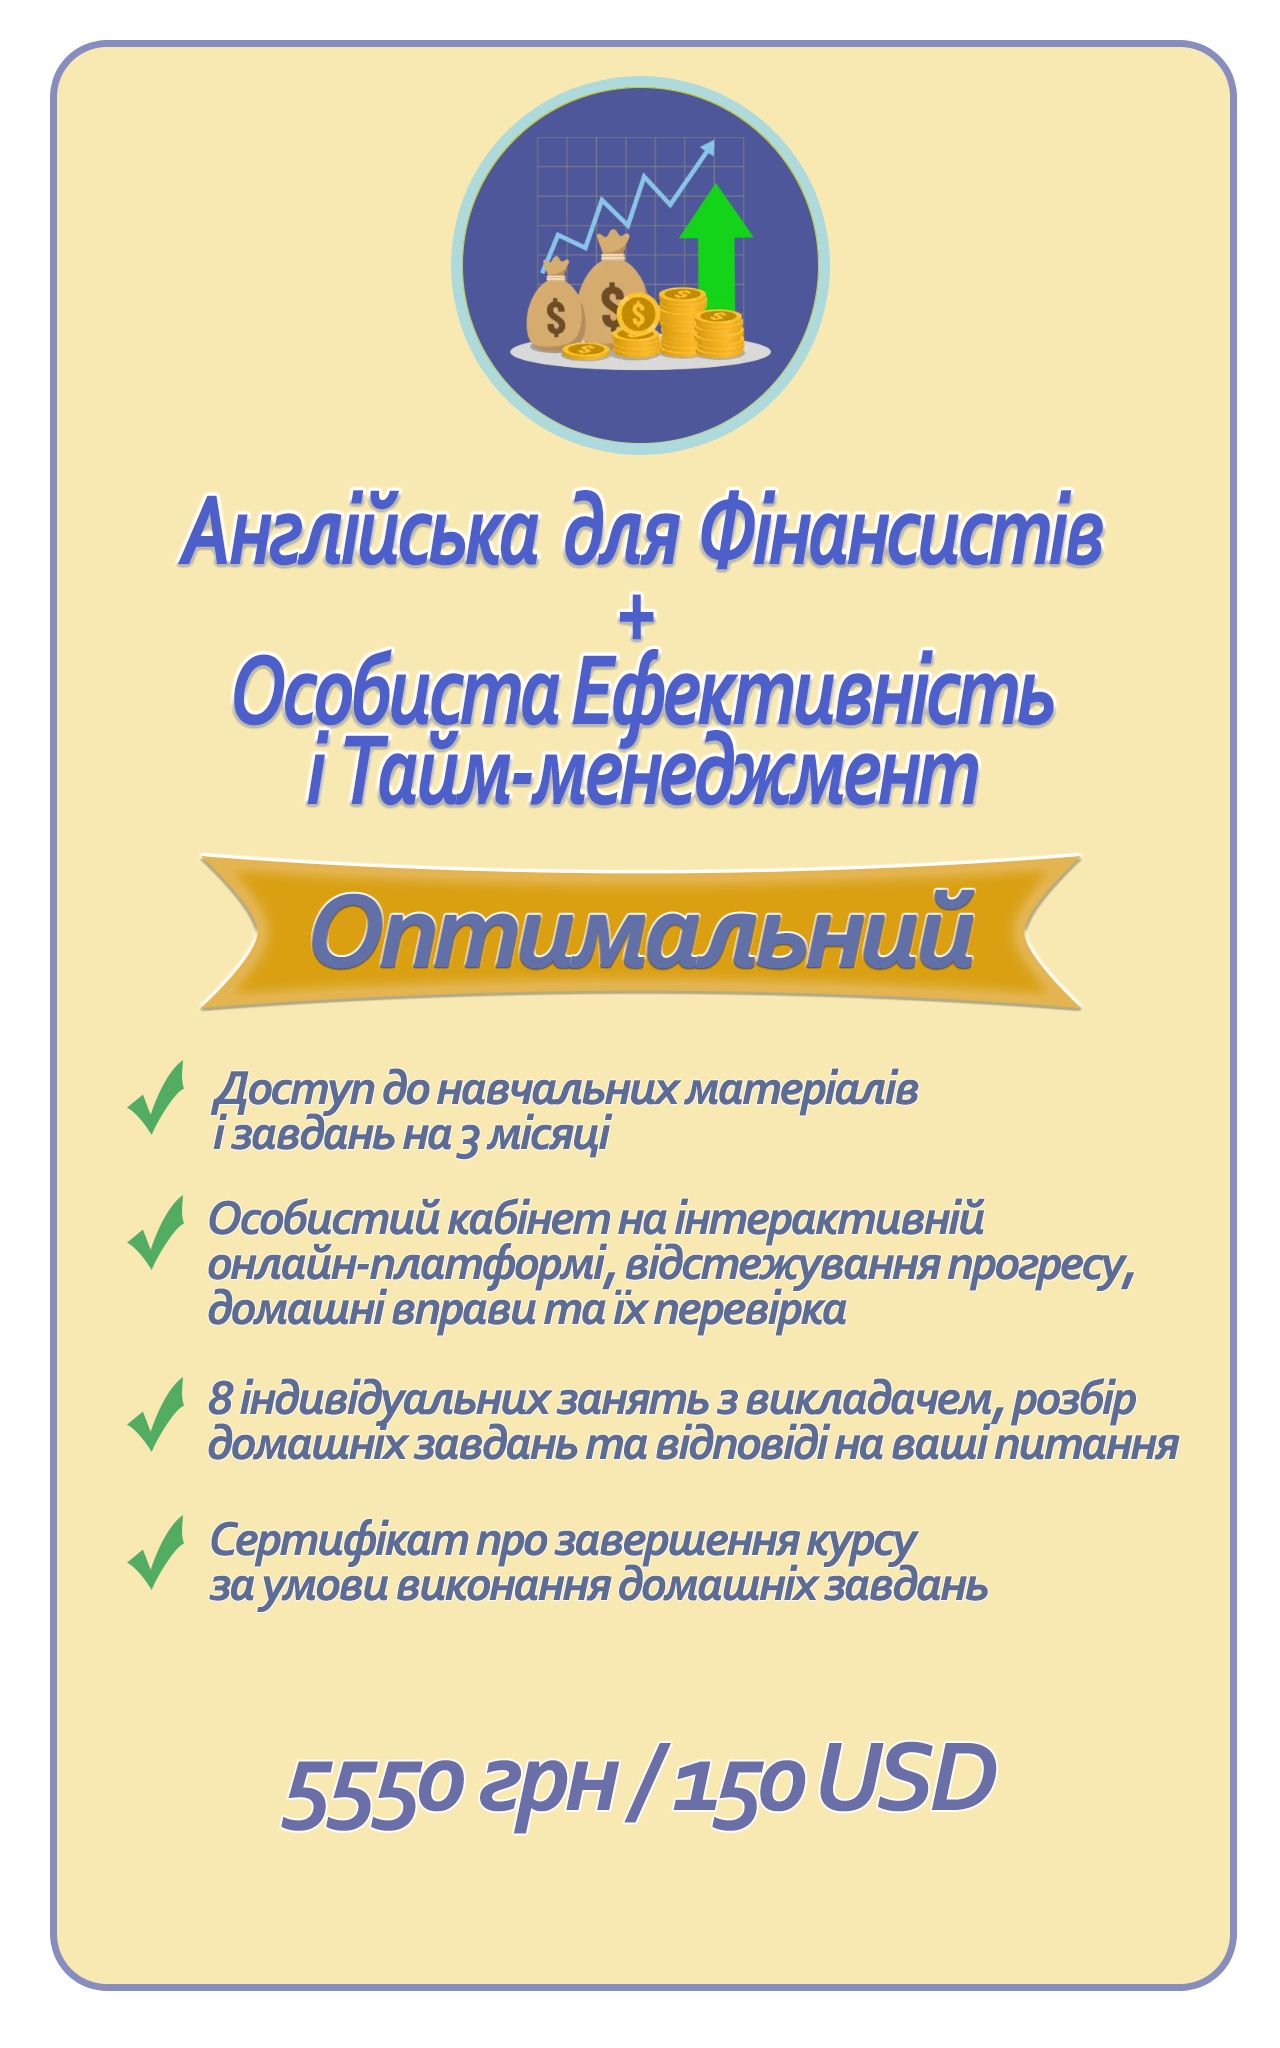 Англійська для Фінансистів
+
Особиста Ефективність
і Тайм-менеджмент
Оптимальний
Доступ до навчальних матеріалів
і завдань на 3 місяці
Особистий кабінет на інтерактивній
онлайн-платформі, відстежування прогресу,
домашні вправи та їх перевірка
8 індивідуальних занять з викладачем, розбір
домашніх завдань та відповіді на ваші питання
Сертифікат про завершення курсу
за умови виконання домашніх завдань
5550 грн / 150 USD